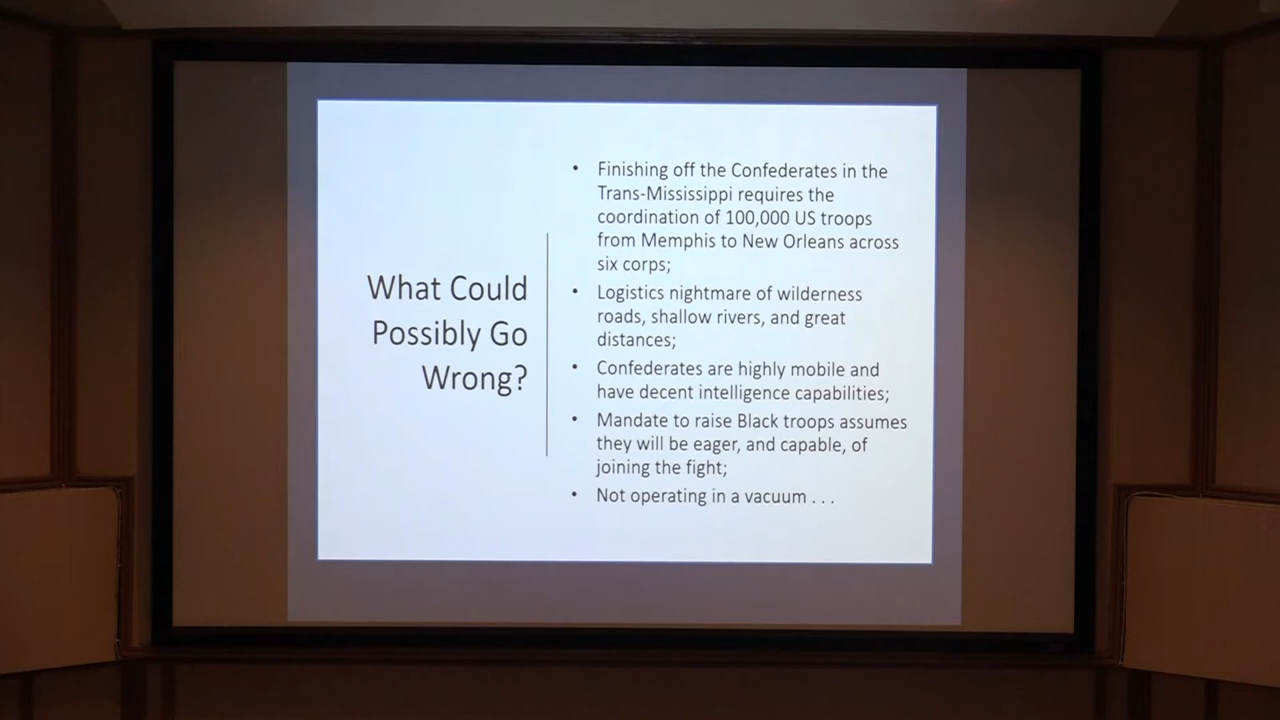 What Could
Possibly Go
Wrong?
• Finishing off the Confederates in the
Trans-Mississippi requires the
coordination of 100,000 US troops
from Memphis to New Orleans across
six corps;
• Logistics nightmare of wilderness
roads, shallow rivers, and great
distances;
• Confederates are highly mobile and
have decent intelligence capabilities;
• Mandate to raise Black troops assumes
they will be eager, and capable, of
joining the fight;
• Not operating in a vacuum . . .